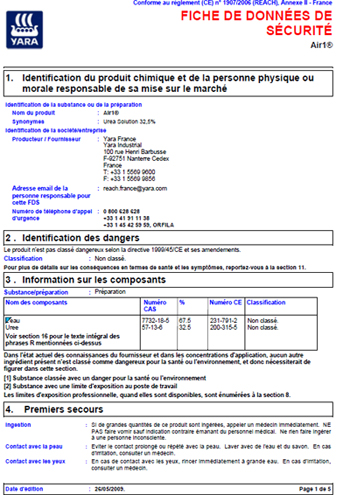 Conforme au règlement (CE) n° 1907/2006 (REACH), Annexe II - France
FICHE DE DONNÉES DE
SÉCURITÉ
YARA
Air1®
1. Identification du produit chimique et de la personne physique ou
morale responsable de sa mise sur le marché
Identification de la substance ou de la préparation
Nom du produit : Air1®
Synonymes : Urea Solution 32,5%
Identification de la société/entreprise
Producteur / Fournisseur : Yara France
Yara Industrial
100 rue Henri Barbusse
F-92751 Nanterre Cedex
France
T: +33 1 5569 9600
F: +33 1 5569 9856
Adresse email de la : reach.france@yara.com
personne responsable pour
cette FDS
Numéro de téléphone d'appel : 0 800 628 628
d'urgence +33 1 41 91 11 38
+33 1 45 42 59 59, ORFILA
2 . Identification des dangers
Le produit n'est pas classé dangereux selon la directive 1999/45/CE et ses amendements.
Classification : Non classé.
Pour plus de détails sur les conséquences en termes de santé et les symptômes, reportez-vous à la section 11.
3 . Information sur les composants
Substance/préparation : Préparation
Nom des composants Numéro CAS % Numéro CE Classification
eau 7732-18-5 67.5 231-791-2 Non classé.
Uree 57-13-6 32.5 200-315-5 Non classé.
Voir section 16 pour le texte intégral des
phrases R mentionnées ci-dessus
Dans l'état actuel des connaissances du fournisseur et dans les concentrations d'application, aucun autre
ingrédient présent n'est classé comme dangereux pour la santé ou l'environnement, et donc nécessiterait de
figurer dans cette section.
[1] Substance classée avec un danger pour la santé ou l'environnement
[2] Substance avec une limite d'exposition au poste de travail
Les limites d'exposition professionnelle, quand elles sont disponibles, sont énumérées à la section 8.
4. Premiers secours
Ingestion : Si de grandes quantités de ce produit sont ingérées, appeler un médecin immédiatement. NE
PAS faire vomir sauf indication contraire émanant du personnel médical. Ne rien faire ingérer
à une personne inconsciente.
Contact avec la peau : Eviter le contact prolongé ou répété avec la peau. Laver avec de l'eau et du savon. En cas
d'irritation, consulter un médecin.
Contact avec les yeux : En cas de contact avec les yeux, rincer immédiatement à grande eau. En cas d'irritation,
consulter un médecin.
Date d'édition : 26/05/2009. Page 1 de 5